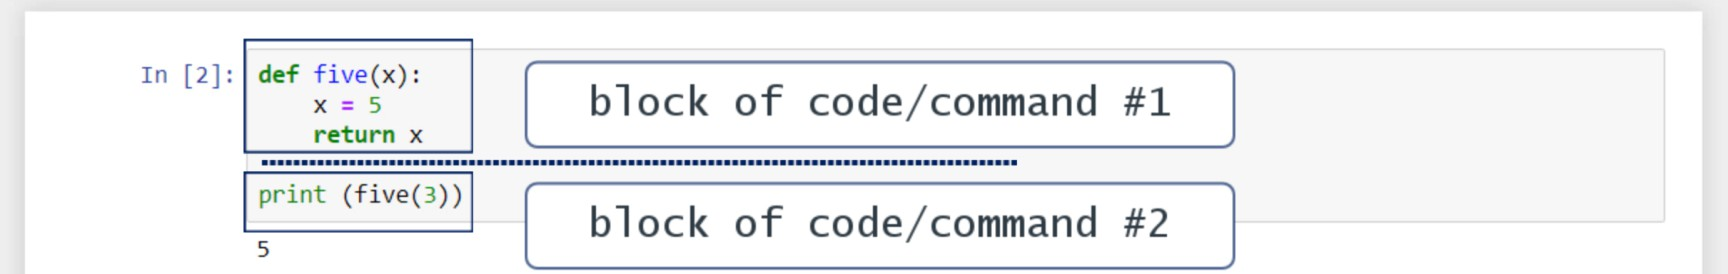 In [2]: def five(x):
x = 5
return x
block of code/command #1
print (five(3))
block of code/command #2
5